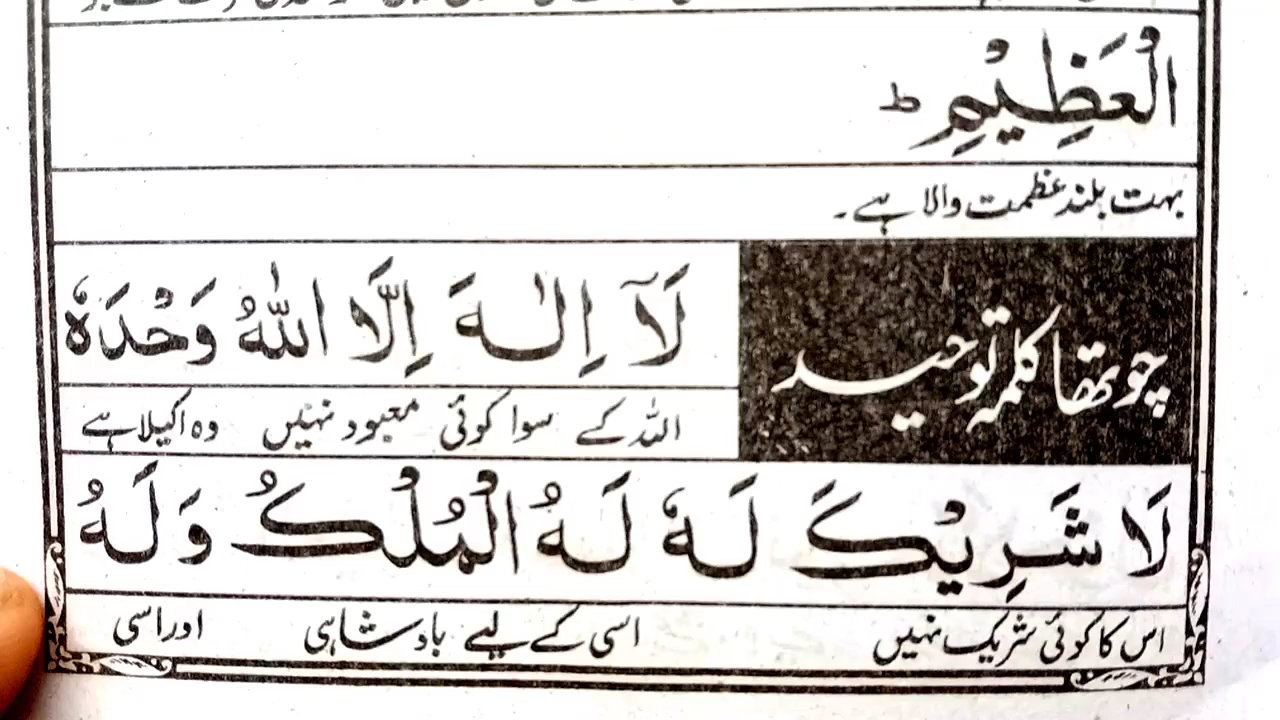 الْعَظِيْمِ ؕ
بہت بلند عظمت والا ہے۔
چوتھا کلمہ توحید
لَاۤ اِلٰهَ اِلَّا اللّٰهُ وَحْدَهٗ
اللہ کے سوا کوئی معبود نہیں وہ اکیلا ہے
لَا شَرِيْكَ لَهٗ لَهُ الْمُلْكُ وَ لَهُ
اس کا کوئی شریک نہیں اسی کے لیے بادشاہی اور اسی